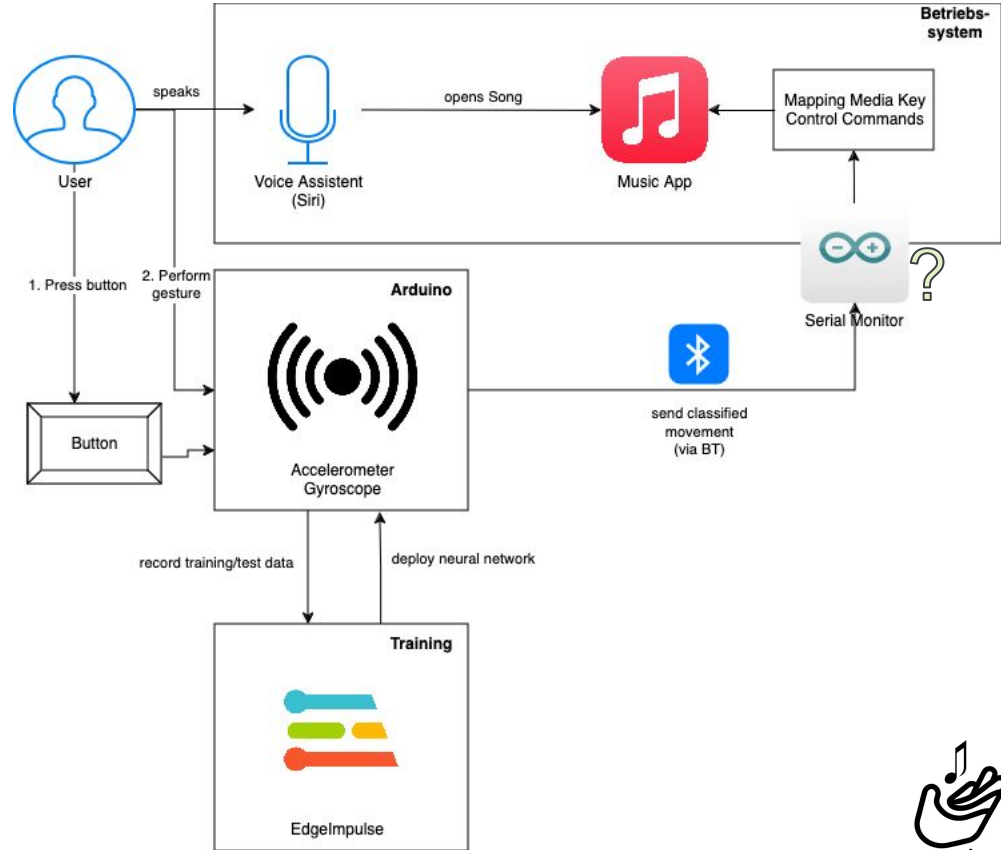 Betriebs-
system
speaks
opens Song
Mapping Media Key
Control Commands
User
Voice Assistent
(Siri)
Music App
1. Press button
2. Perform
gesture
Arduino
?
Serial Monitor
Button
send classified
movement
(via BT)
Accelerometer
Gyroscope
record training/test data
deploy neural network
Training
EdgeImpulse